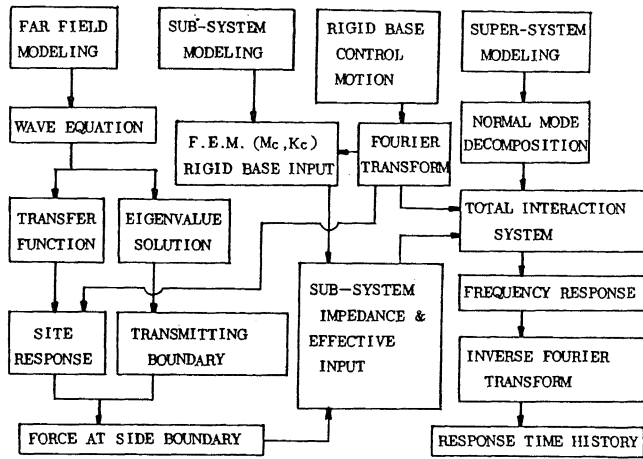 FAR FIELD
MODELING
SUB-SYSTEM
MODELING
RIGID BASE
CONTROL
MOTION
SUPER-SYSTEM
MODELING
WAVE EQUATION
F.E.M. (Mc,Kc)
RIGID BASE INPUT
FOURIER
TRANSFORM
NORMAL MODE
DECOMPOSITION
TRANSFER
FUNCTION
EIGENVALUE
SOLUTION
TOTAL INTERACTION
SYSTEM
SITE
RESPONSE
TRANSMITTING
BOUNDARY
SUB-SYSTEM
IMPEDANCE &
EFFECTIVE
INPUT
FREQUENCY RESPONSE
INVERSE FOURIER
TRANSFORM
FORCE AT SIDE BOUNDARY
RESPONSE TIME HISTORY